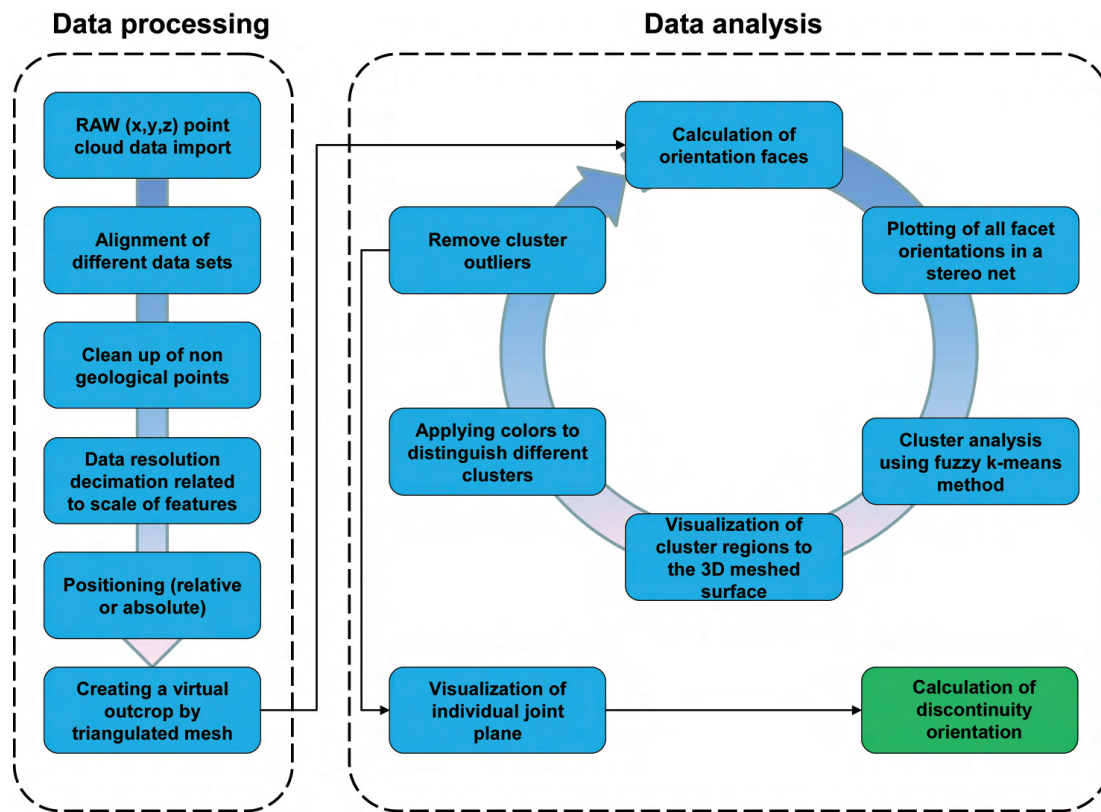 Data processing
Data analysis
RAW (x,y,z) point
cloud data import
Alignment of
different data sets
Clean up of non
geological points
Data resolution
decimation related
to scale of features
Positioning (relative
or absolute)
Creating a virtual
outcrop by
triangulated mesh
Calculation of
orientation faces
Plotting of all facet
orientations in a
stereo net
Cluster analysis
using fuzzy k-means
method
Visualization of
cluster regions to
the 3D meshed
surface
Applying colors to
distinguish different
clusters
Remove cluster
outliers
Visualization of
individual joint
plane
Calculation of
discontinuity
orientation